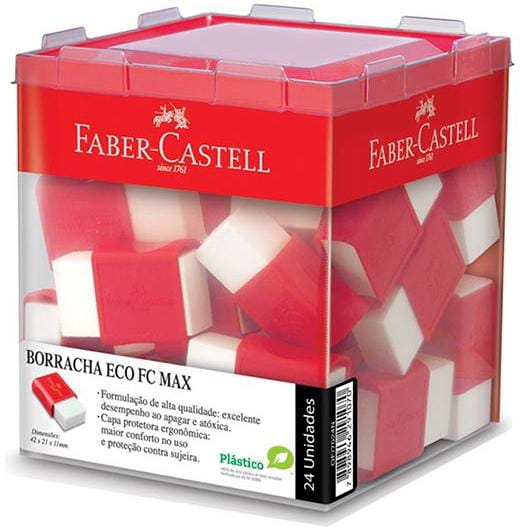 FABER-CASTELL
since 1761
FABER-CASTELL
since 1761
BORRACHA ECO FC MAX
•Formulação de alta qualidade: excelente
desempenho ao apagar e atóxica.
•Capa protetora ergonômica:
maior conforto no uso
e proteção contra sujeira.
Dimensões:
42 x 21 x 11mm
Plástico
24 Unidades